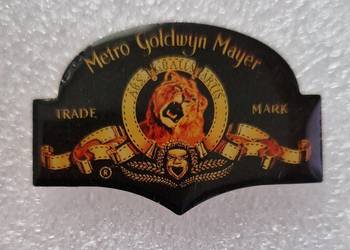 Metro Goldwyn Mayer
ARS GRATIA ARTIS
TRADE MARK
®